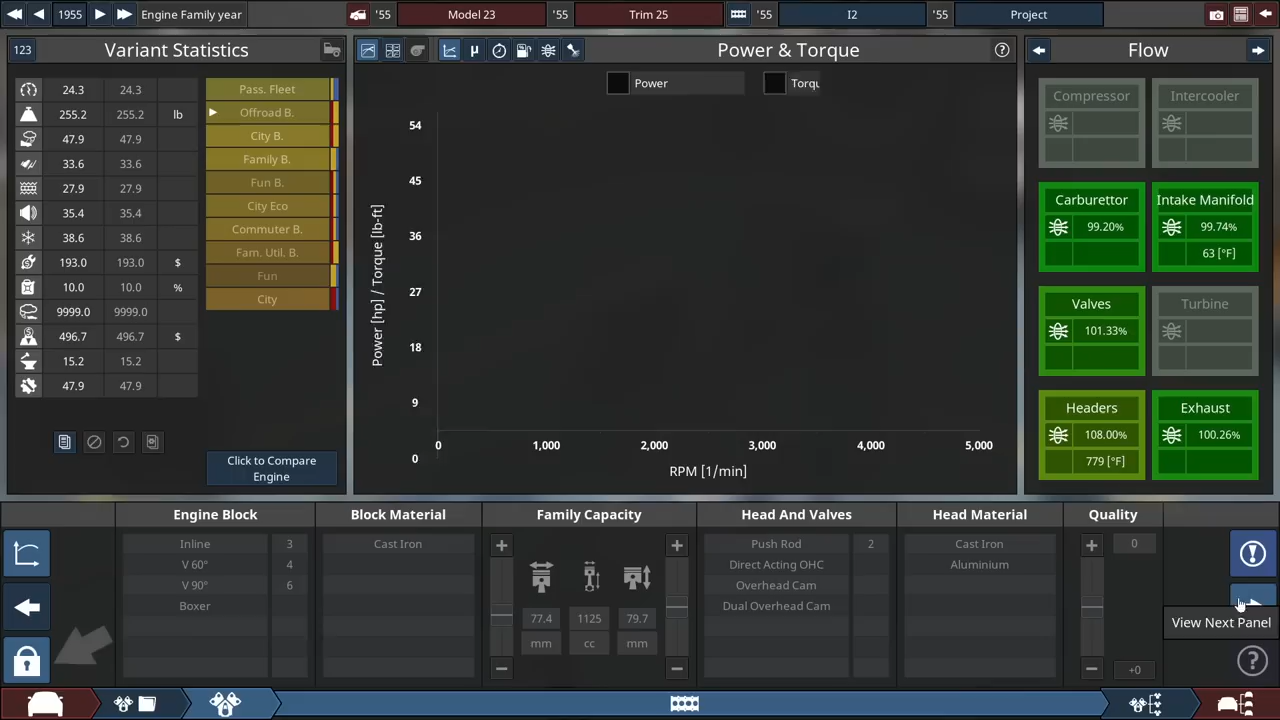 1955 Engine Family year '55 Model 23 '55 Trim 25 '55 I2 '55 Project
123 Variant Statistics
24.3 24.3
255.2 255.2 lb
47.9 47.9
33.6 33.6
27.9 27.9
35.4 35.4
38.6 38.6
193.0 193.0 $
10.0 10.0 %
9999.0 9999.0
496.7 496.7 $
15.2 15.2
47.9 47.9
Pass. Fleet
Offroad B.
City B.
Family B.
Fun B.
City Eco
Commuter B.
Fam. Util. B.
Fun
City
Click to Compare
Engine
μ Power & Torque ?
Power Torqu
Power [hp] / Torque [lb-ft]
54
45
36
27
18
9
0
0 1,000 2,000 3,000 4,000 5,000
RPM [1/min]
Flow
Compressor Intercooler
Carburettor Intake Manifold
99.20% 99.74%
63 [°F]
Valves Turbine
101.33%
Headers Exhaust
108.00% 100.26%
779 [°F]
Engine Block
Inline 3
V 60° 4
V 90° 6
Boxer
Block Material
Cast Iron
Family Capacity
77.4 1125 79.7
mm cc mm
Head And Valves
Push Rod 2
Direct Acting OHC
Overhead Cam
Dual Overhead Cam
Head Material
Cast Iron
Aluminium
Quality
0
+0
View Next Panel
?